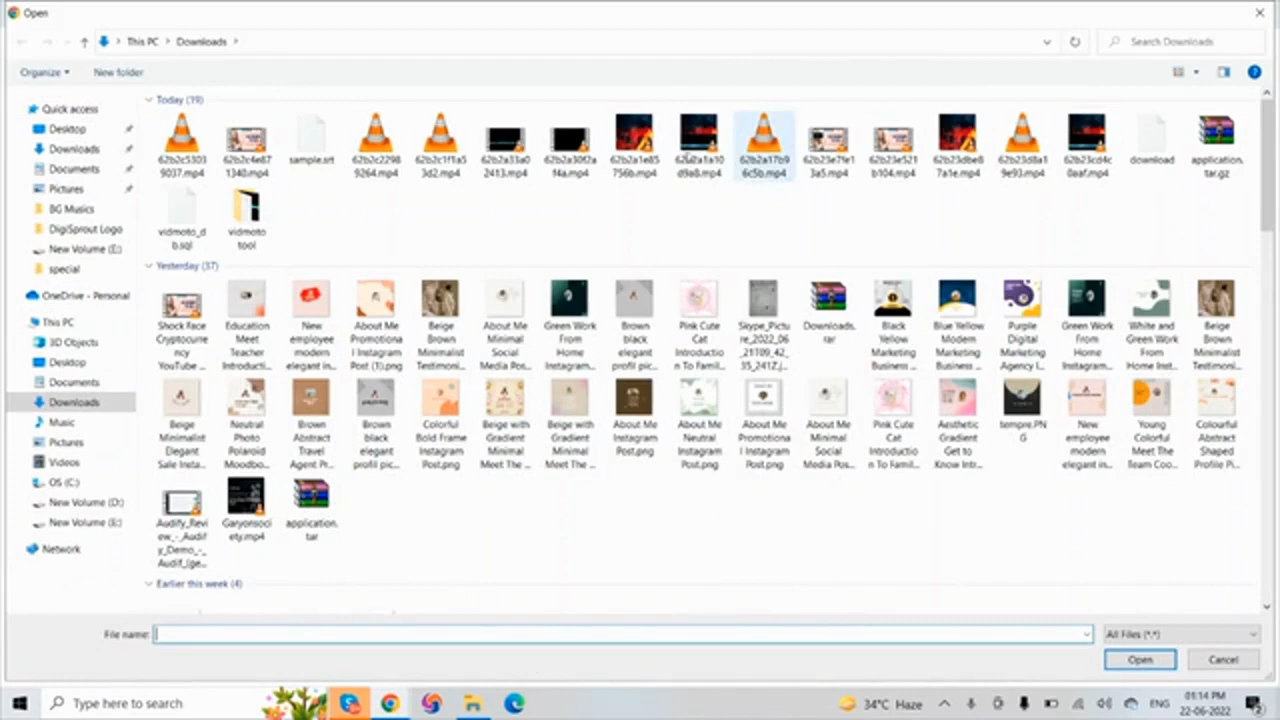 Open
This PC
Downloads
Search Downloads
Organize
New folder
Quick access
Desktop
Downloads
Documents
Pictures
BG Musics
DigiSprout Logo
New Volume (E:)
special
OneDrive - Personal
This PC
3D Objects
Desktop
Documents
Downloads
Music
Pictures
Videos
OS (C:)
New Volume (D:)
New Volume (E:)
Network
Today (19)
62b2c5303
9037.mp4
62b2c4e87
1340.mp4
sample.srt
62b2c2298
9264.mp4
62b2c1f1a5
3d2.mp4
62b2a33a0
2413.mp4
62b2a30f2a
f4a.mp4
62b2a1e85
756b.mp4
62b2a1a10
d9a8.mp4
62b2a17b9
6c5b.mp4
62b23e7fe1
3a5.mp4
62b23e521
b104.mp4
62b23dbe8
7a1e.mp4
62b23d8a1
9e93.mp4
62b23cd4c
0aaf.mp4
download
application.
tar.gz
vidmoto_d
b.sql
vidmoto
tool
Yesterday (37)
Shock Face
Cryptocurre
ncy
YouTube ...
Education
Meet
Teacher
Introducti...
New
employee
modern
elegant in...
About Me
Promotiona
l Instagram
Post (1).png
Beige
Brown
Minimalist
Testimoni...
About Me
Minimal
Social
Media Pos...
Green Work
From
Home
Instagram...
Brown
black
elegant
profil pic...
Pink Cute
Cat
Introductio
n To Famil...
Skype_Pictu
re_2022_06
_21T09_42_
35_241Z.j...
Downloads.
rar
Black
Yellow
Marketing
Business ...
Blue Yellow
Modern
Marketing
Business ...
Purple
Digital
Marketing
Agency I...
Green Work
From
Home
Instagram...
White and
Green Work
From
Home Inst...
Beige
Brown
Minimalist
Testimoni...
Beige
Minimalist
Elegant
Sale Insta...
Neutral
Photo
Polaroid
Moodbo...
Brown
Abstract
Travel
Agent Pr...
Brown
black
elegant
profil pic...
Colorful
Bold Frame
Instagram
Post.png
Beige with
Gradient
Minimal
Meet The ...
Beige with
Gradient
Minimal
Meet The ...
About Me
Instagram
Post.png
About Me
Neutral
Instagram
Post.png
About Me
Promotiona
l Instagram
Post.png
About Me
Minimal
Social
Media Pos...
Pink Cute
Cat
Introductio
n To Famil...
Aesthetic
Gradient
Get to
Know Intr...
tempre.PN
G
New
employee
modern
elegant in...
Young
Colorful
Meet The
Team Coo...
Colourful
Abstract
Shaped
Profile Pi...
Audify_Revi
ew_-_Audif
y_Demo_-_
Audif_(ge...
Garyonsoci
ety.mp4
application.
tar
Earlier this week (4)
File name:
All Files (*.*)
Open
Cancel
Type here to search
34°C Haze
ENG
01:14 PM
22-06-2022